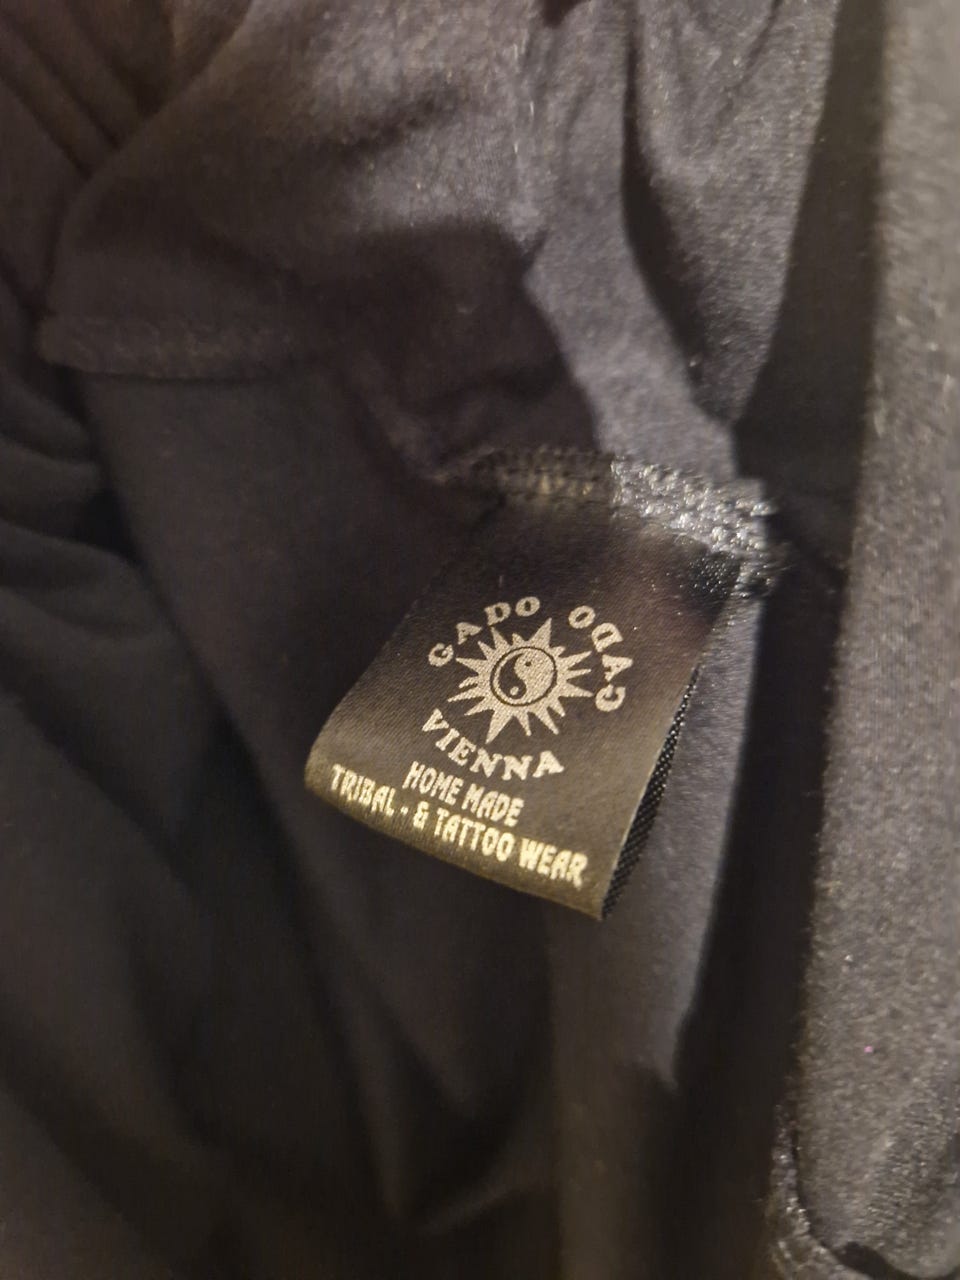 GADO GADO
VIENNA
HOME MADE
TRIBAL - & TATTOO WEAR